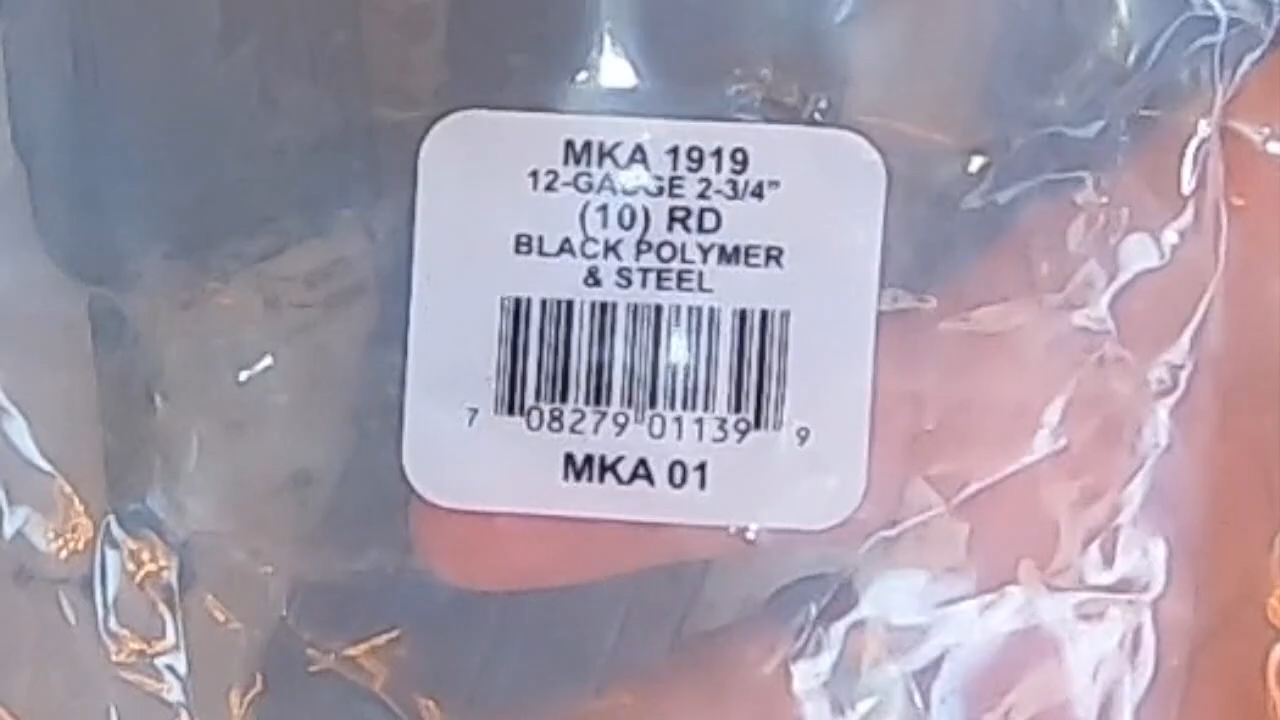 MKA 1919
12-GAUGE 2-3/4"
(10) RD
BLACK POLYMER
& STEEL
7 08279 01139 9
MKA 01